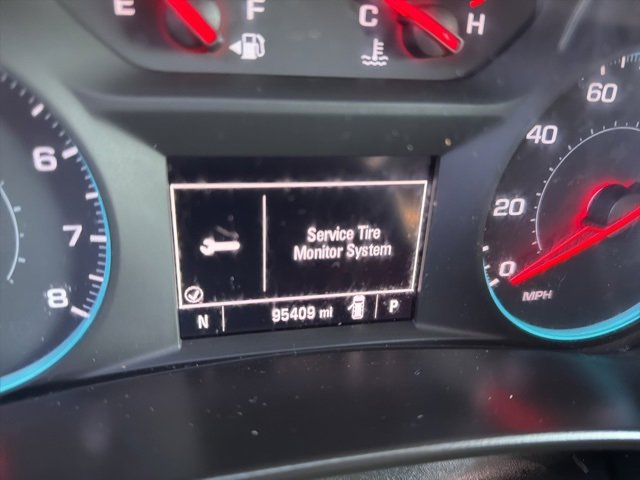 E F C H
6
7
8
Service Tire
Monitor System
N 95409 mi P
60
40
20
0
MPH